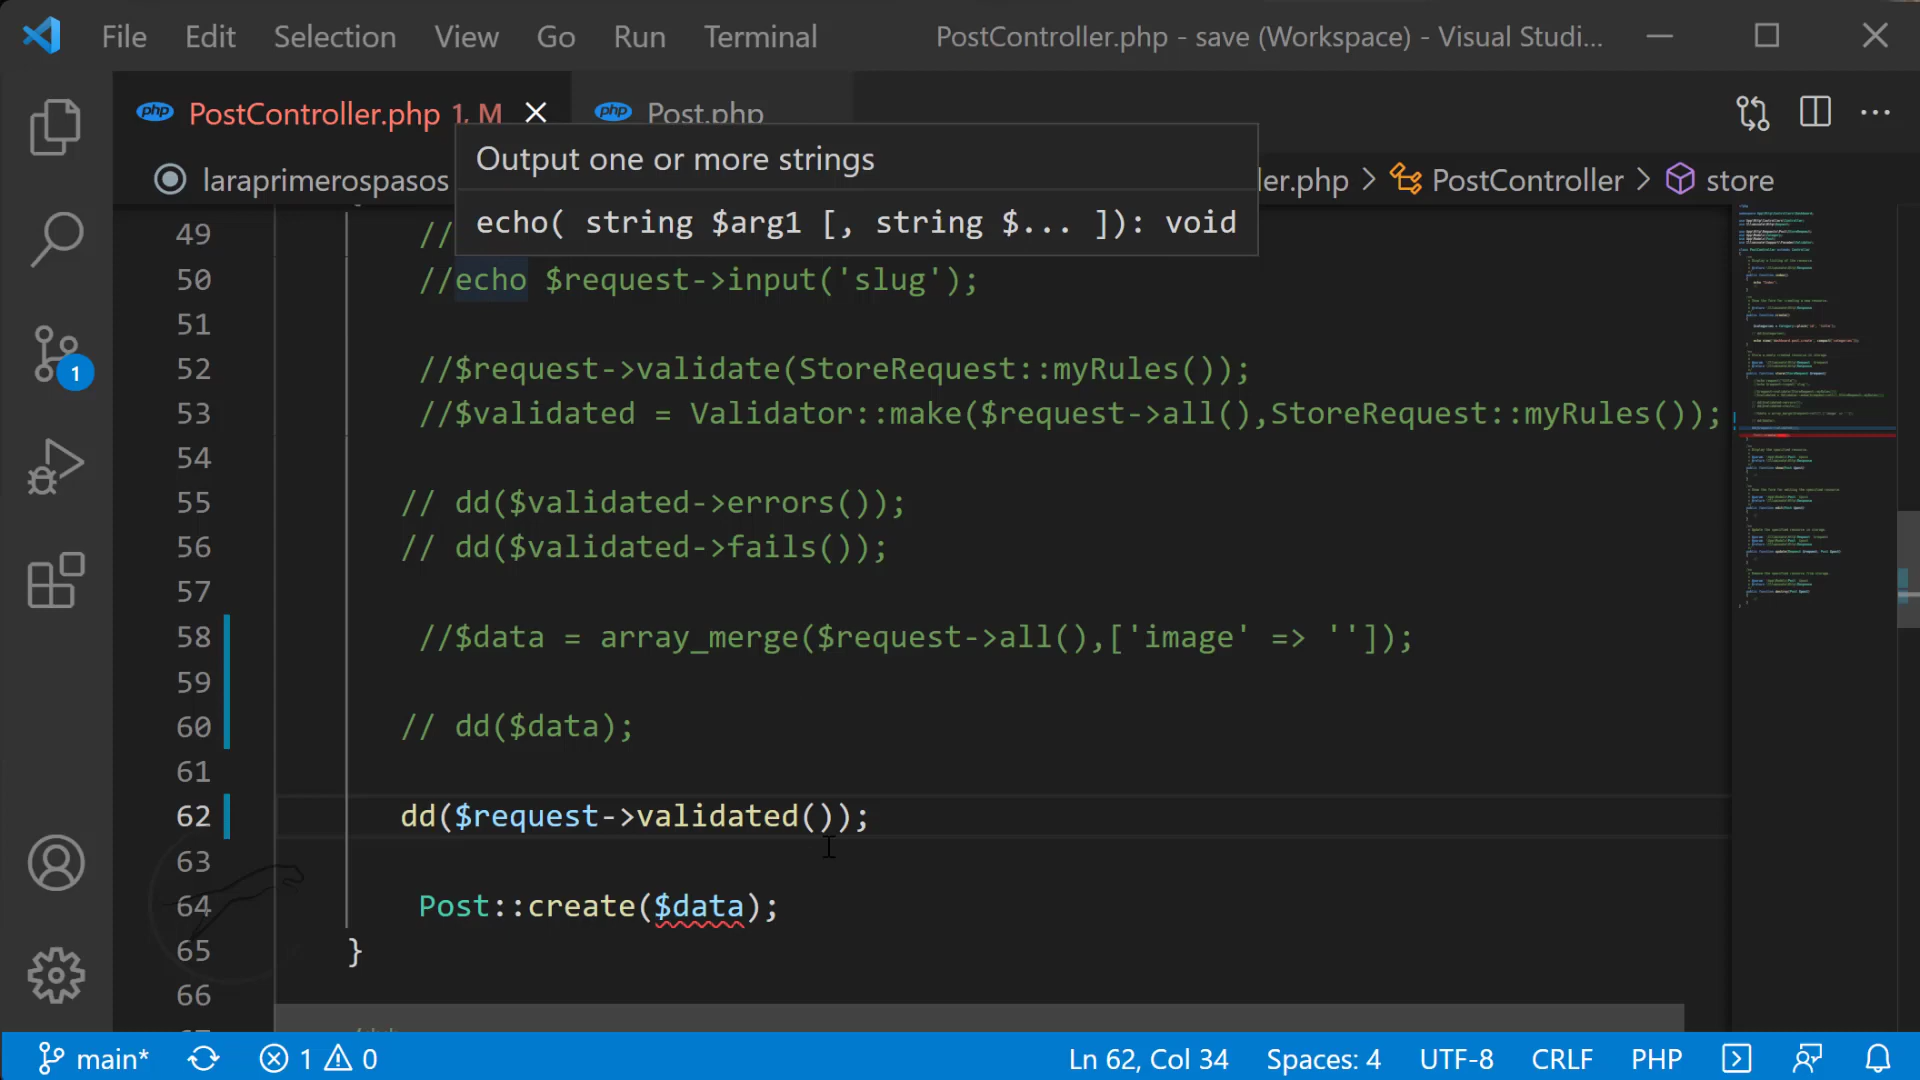 File Edit Selection View Go Run Terminal PostController.php - save (Workspace) - Visual Studi...
php PostController.php 1, M php Post.php
Output one or more strings
laraprimerospasos ler.php > PostController > store
echo( string $arg1 [, string $... ]): void
49 //
50 //echo $request->input('slug');
51
52 //$request->validate(StoreRequest::myRules());
53 //$validated = Validator::make($request->all(),StoreRequest::myRules());
54
55 // dd($validated->errors());
56 // dd($validated->fails());
57
58 //$data = array_merge($request->all(),['image' => '']);
59
60 // dd($data);
61
62 dd($request->validated());
63
64 Post::create($data);
65 }
66
1
main* 1 0 Ln 62, Col 34 Spaces: 4 UTF-8 CRLF PHP